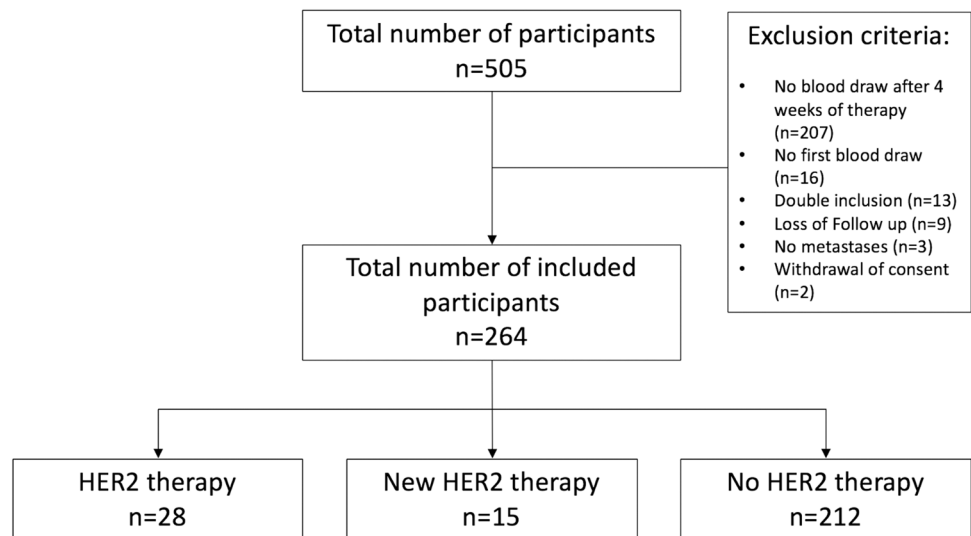 Total number of participants
n=505
Exclusion criteria:
• No blood draw after 4
weeks of therapy
(n=207)
• No first blood draw
(n=16)
• Double inclusion (n=13)
• Loss of Follow up (n=9)
• No metastases (n=3)
• Withdrawal of consent
(n=2)
Total number of included
participants
n=264
HER2 therapy
n=28
New HER2 therapy
n=15
No HER2 therapy
n=212